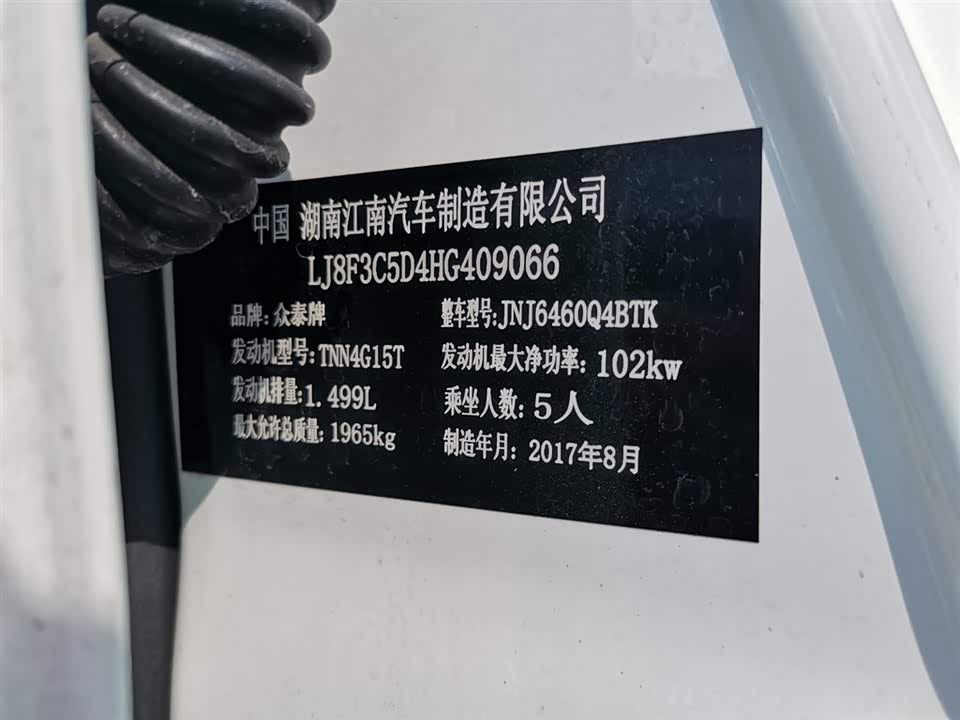 中国 湖南江南汽车制造有限公司
LJ8F3C5D4HG409066
品牌: 众泰牌 整车型号: JNJ6460Q4BTK
发动机型号: TNN4G15T 发动机最大净功率: 102kw
发动机排量: 1.499L 乘坐人数: 5人
最大允许总质量: 1965kg 制造年月: 2017年8月